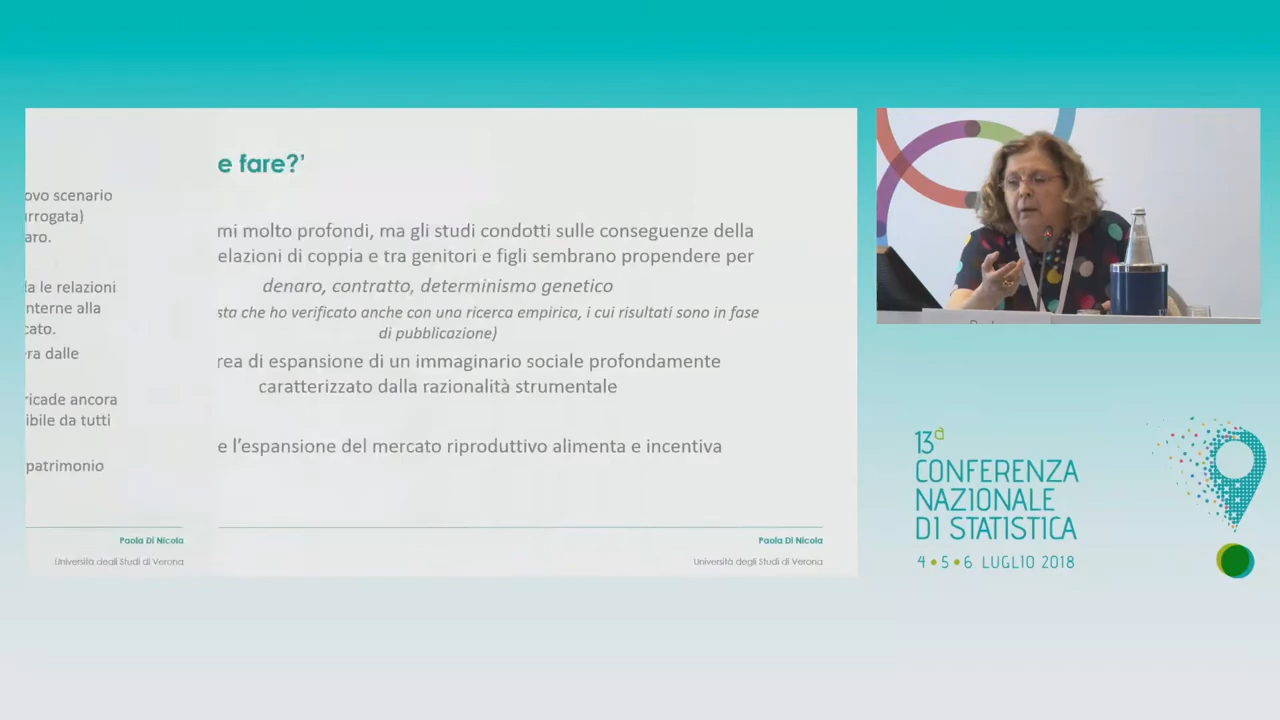 ovo scenario
rrogata)
aro.
la le relazioni
nterne alla
cato.
ra dalle
ricade ancora
ibile da tutti
patrimonio
Paola Di Nicola
Università degli Studi di Verona
e fare?’
mi molto profondi, ma gli studi condotti sulle conseguenze della
elazioni di coppia e tra genitori e figli sembrano propendere per
denaro, contratto, determinismo genetico
sta che ho verificato anche con una ricerca empirica, i cui risultati sono in fase
di pubblicazione)
rea di espansione di un immaginario sociale profondamente
caratterizzato dalla razionalità strumentale
e l’espansione del mercato riproduttivo alimenta e incentiva
Paola Di Nicola
Università degli Studi di Verona
13a
CONFERENZA
NAZIONALE
DI STATISTICA
4•5•6 LUGLIO 2018